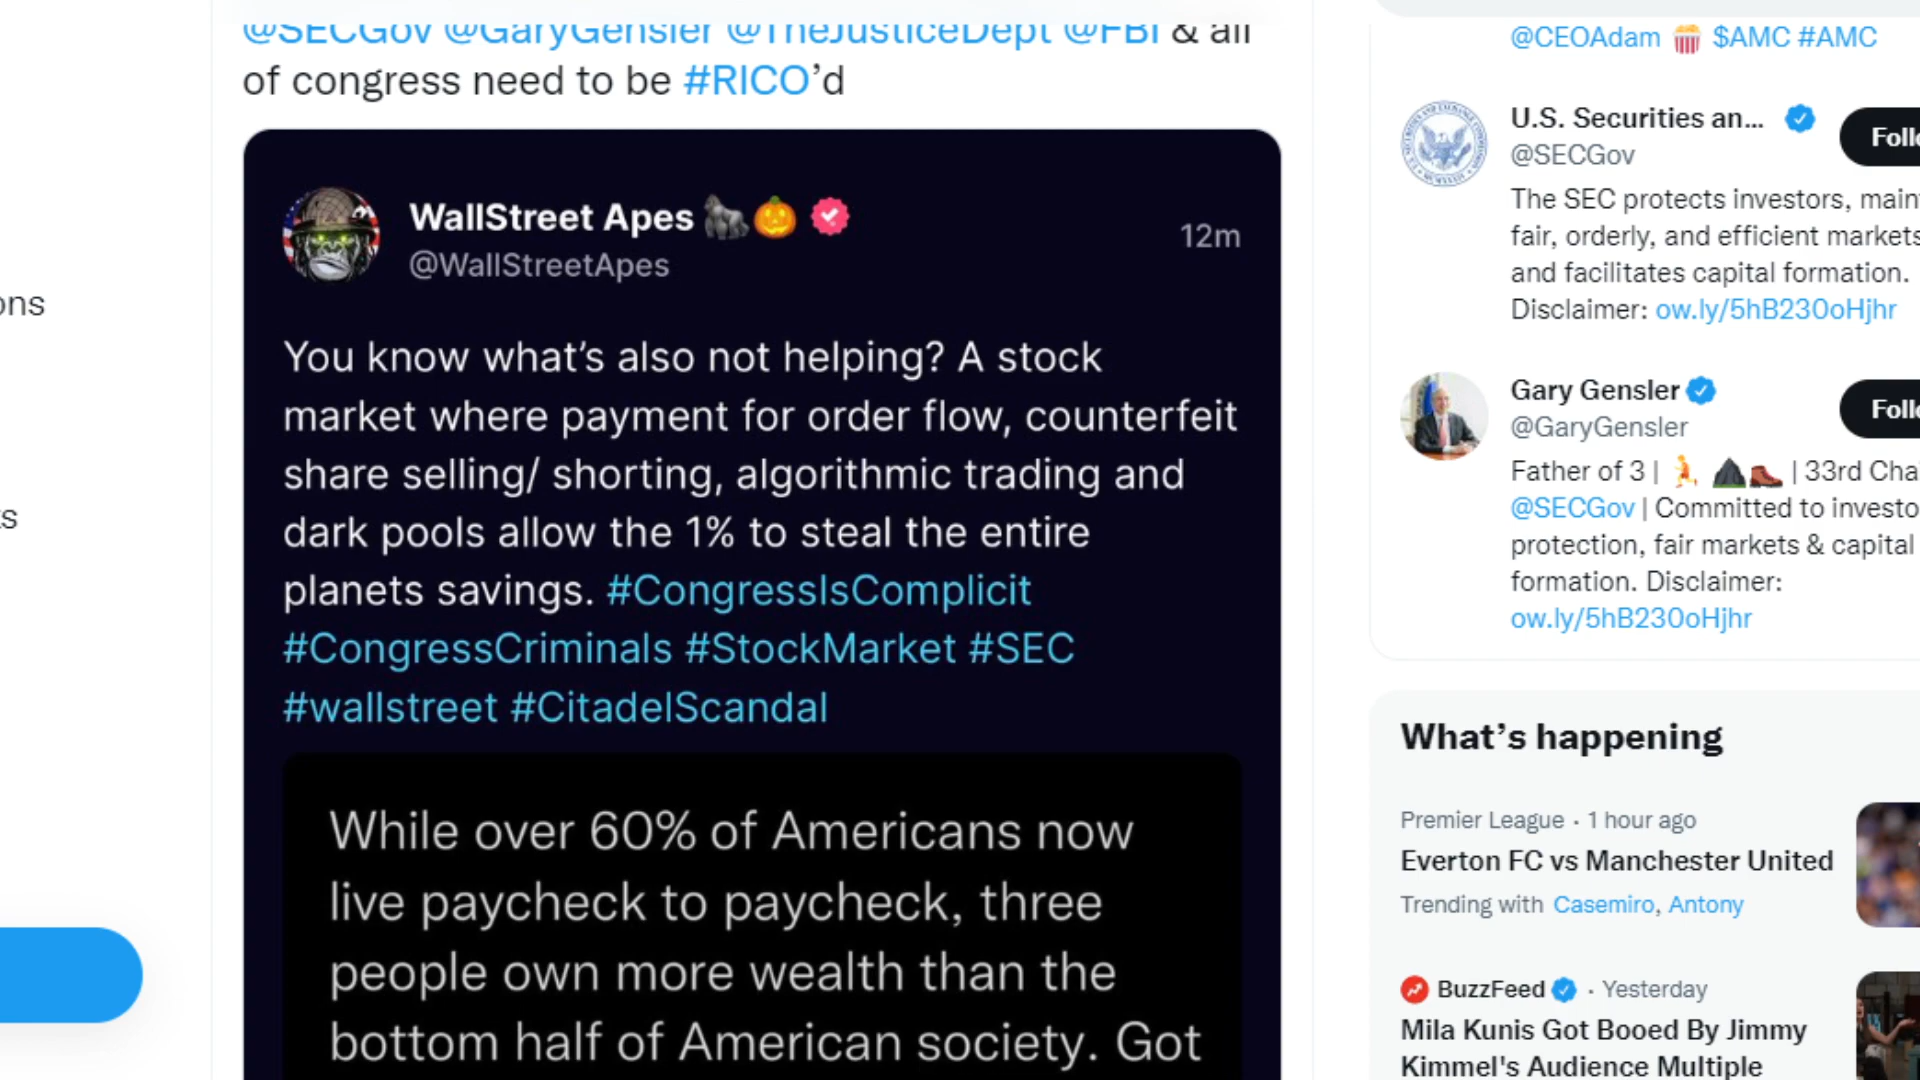 @SECGov @GaryGensler @TheJusticeDept @FBI & all
of congress need to be #RICO’d
WallStreet Apes
@WallStreetApes
12m
You know what’s also not helping? A stock
market where payment for order flow, counterfeit
share selling/ shorting, algorithmic trading and
dark pools allow the 1% to steal the entire
planets savings. #CongressIsComplicit
#CongressCriminals #StockMarket #SEC
#wallstreet #CitadelScandal
While over 60% of Americans now
live paycheck to paycheck, three
people own more wealth than the
bottom half of American society. Got
@CEOAdam 🍿 $AMC #AMC
U.S. Securities an...
@SECGov
The SEC protects investors,
fair, orderly, and efficient markets
and facilitates capital formation.
Disclaimer: ow.ly/5hB230oHjhr
Gary Gensler
@GaryGensler
Father of 3 | 🏃 ⛰🥾 | 33rd
@SECGov | Committed to
protection, fair markets & capital
formation. Disclaimer:
ow.ly/5hB230oHjhr
What’s happening
Premier League · 1 hour ago
Everton FC vs Manchester United
Trending with Casemiro, Antony
BuzzFeed · Yesterday
Mila Kunis Got Booed By Jimmy
Kimmel's Audience Multiple